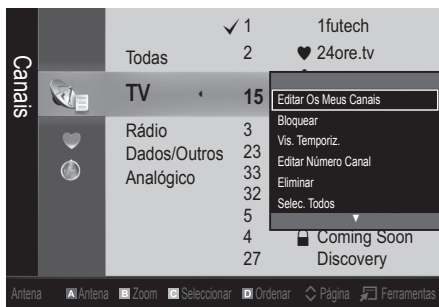 Canais
✓ 1 1futech
Todas 2 ♥ 24ore.tv
TV 15
Rádio 3
Dados/Outros 23
Analógico 33
32
5
4 Coming Soon
27 Discovery
Editar Os Meus Canais
Bloquear
Vis. Temporiz.
Editar Número Canal
Eliminar
Selec. Todos
Antena A Antena B Zoom C Seleccionar D Ordenar Página Ferramentas